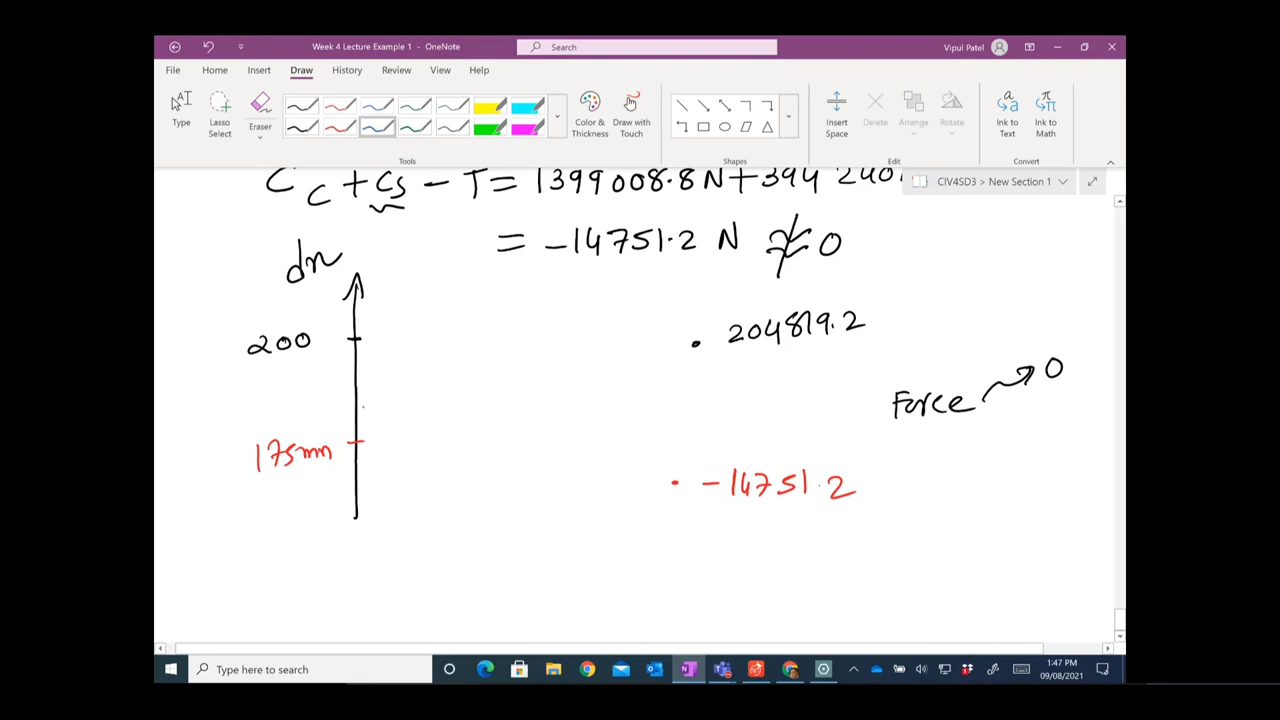 Week 4 Lecture Example 1 - OneNote
Search
Vipul Patel
File Home Insert Draw History Review View Help
Type
Lasso Select
Eraser
Color & Thickness
Draw with Touch
Insert Space
Delete
Arrange
Rotate
Ink to Text
Ink to Math
Tools
Shapes
Edit
Convert
CIV4SD3 > New Section 1
C_c + Cs - T = 1399008.8N +
= -14751.2 N ≉ 0
dn
200
. 204819.2
Force → 0
175mm
. -14751.2
Type here to search
1:47 PM
09/08/2021